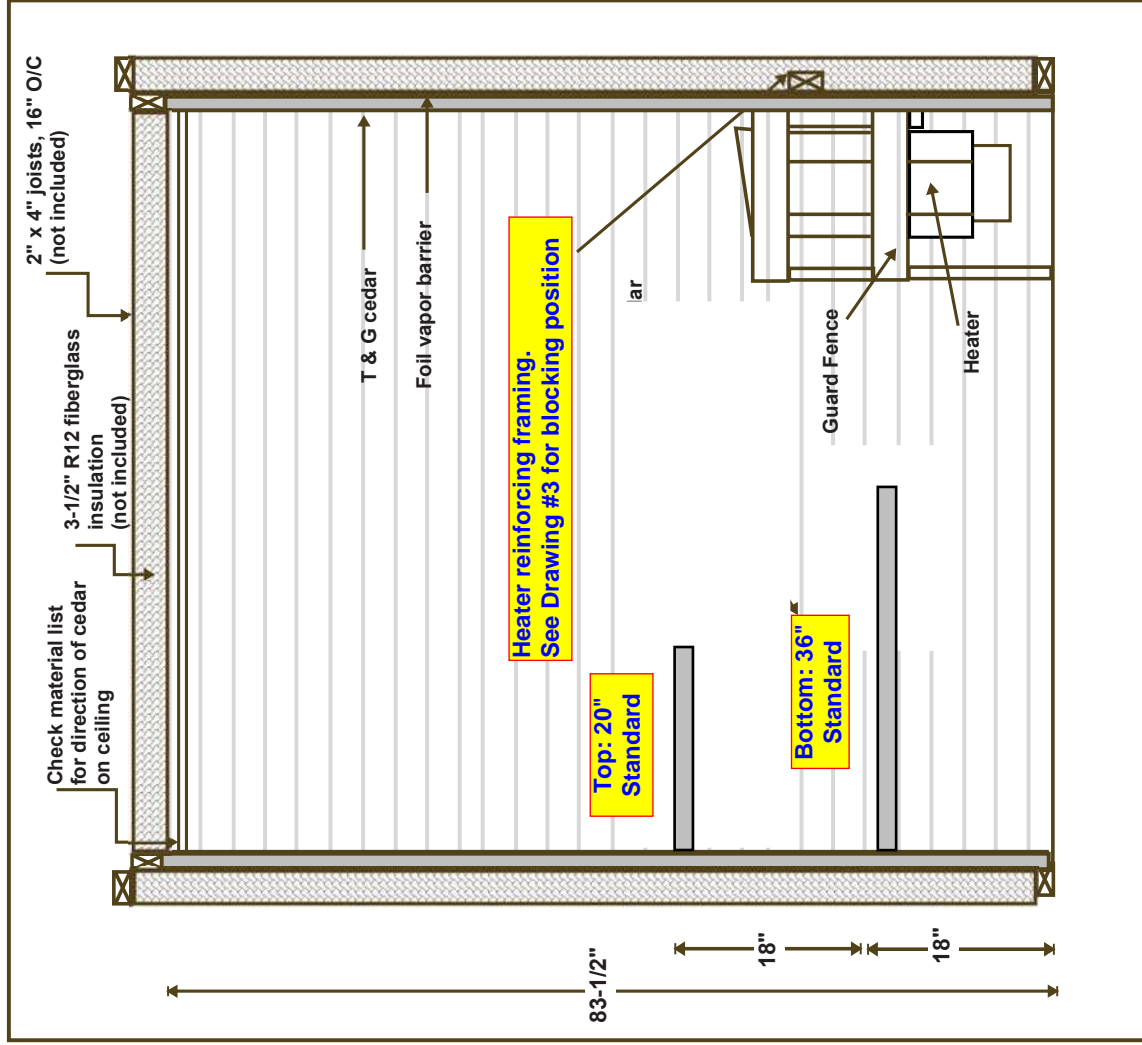 Check material list
for direction of cedar
on ceiling
3-1/2" R12 fiberglass
insulation
(not included)
2" x 4" joists, 16" O/C
(not included)
T & G cedar
Foil vapor barrier
Heater reinforcing framing.
See Drawing #3 for blocking position
lar
Top: 20"
Standard
Bottom: 36"
Standard
Guard Fence
Heater
83-1/2"
18"
18"